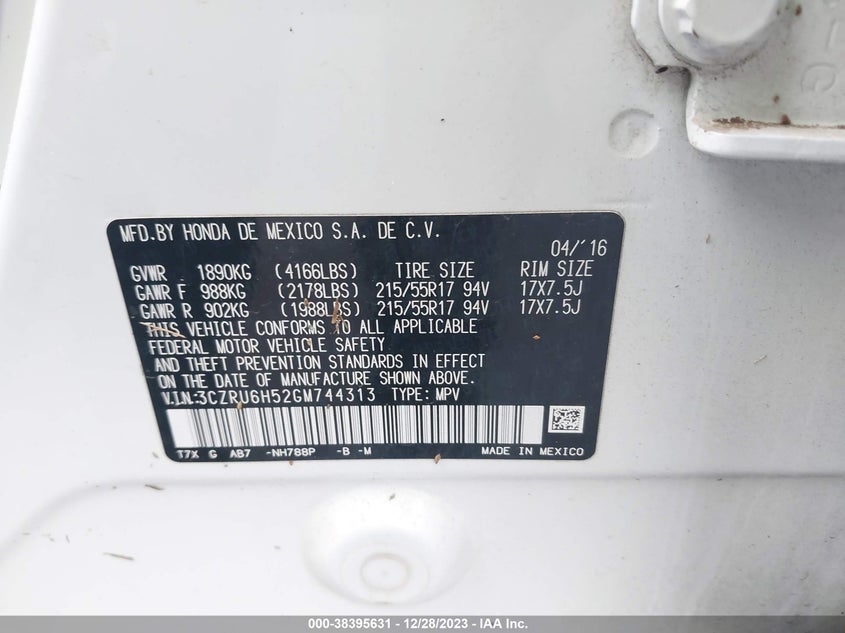 MFD.BY HONDA DE MEXICO S.A. DE C.V.
04/'16
GVWR 1890KG (4166LBS) TIRE SIZE RIM SIZE
GAWR F 988KG (2178LBS) 215/55R17 94V 17X7.5J
GAWR R 902KG (1988LBS) 215/55R17 94V 17X7.5J
THIS VEHICLE CONFORMS TO ALL APPLICABLE
FEDERAL MOTOR VEHICLE SAFETY
AND THEFT PREVENTION STANDARDS IN EFFECT
ON THE DATE OF MANUFACTURE SHOWN ABOVE.
V.I.N:3CZRU6H52GM744313 TYPE: MPV
T7X G AB7 -NH788P -B -M MADE IN MEXICO
000-38395631 - 12/28/2023 - IAA Inc.